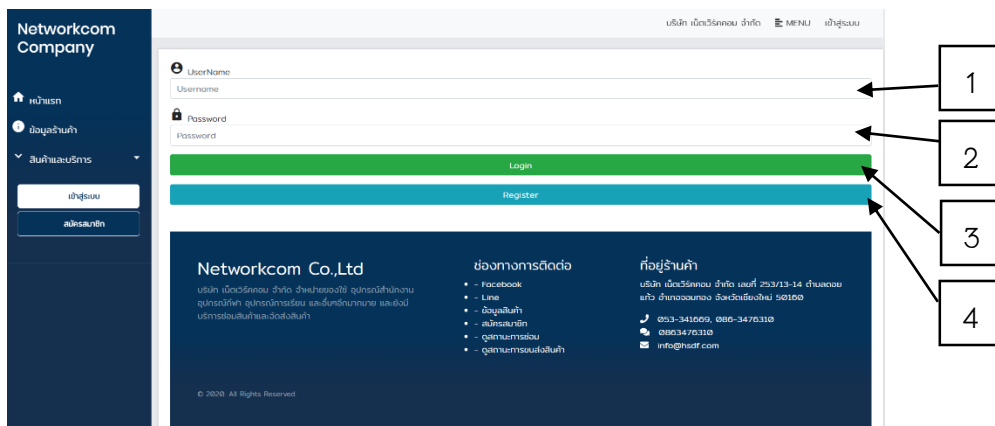 Networkcom
Company
หน้าแรก
ข้อมูลร้านค้า
สินค้าและบริการ
เข้าสู่ระบบ
สมัครสมาชิก
บริษัท เน็ตเวิร์คคอม จำกัด MENU เข้าสู่ระบบ
UserName
Username
Password
Password
Login
Register
Networkcom Co.,Ltd
บริษัท เน็ตเวิร์คคอม จำกัด จำหน่ายของใช้ อุปกรณ์สำนักงาน
อุปกรณ์กีฬา อุปกรณ์การเรียน และอื่นๆอีกมากมาย และยังมี
บริการซ่อมสินค้าและจัดส่งสินค้า
© 2020. All Rights Reserved
ช่องทางการติดต่อ
- Facebook
- Line
- ข้อมูลสินค้า
- สมัครสมาชิก
- ดูสถานะการซ่อม
- ดูสถานะการขนส่งสินค้า
ที่อยู่ร้านค้า
บริษัท เน็ตเวิร์คคอม จำกัด เลขที่ 253/13-14 ตำบลดอย
แก้ว อำเภอจอมทอง จังหวัดเชียงใหม่ 50160
053-341669, 086-3476310
0863476310
info@hsdf.com
1
2
3
4